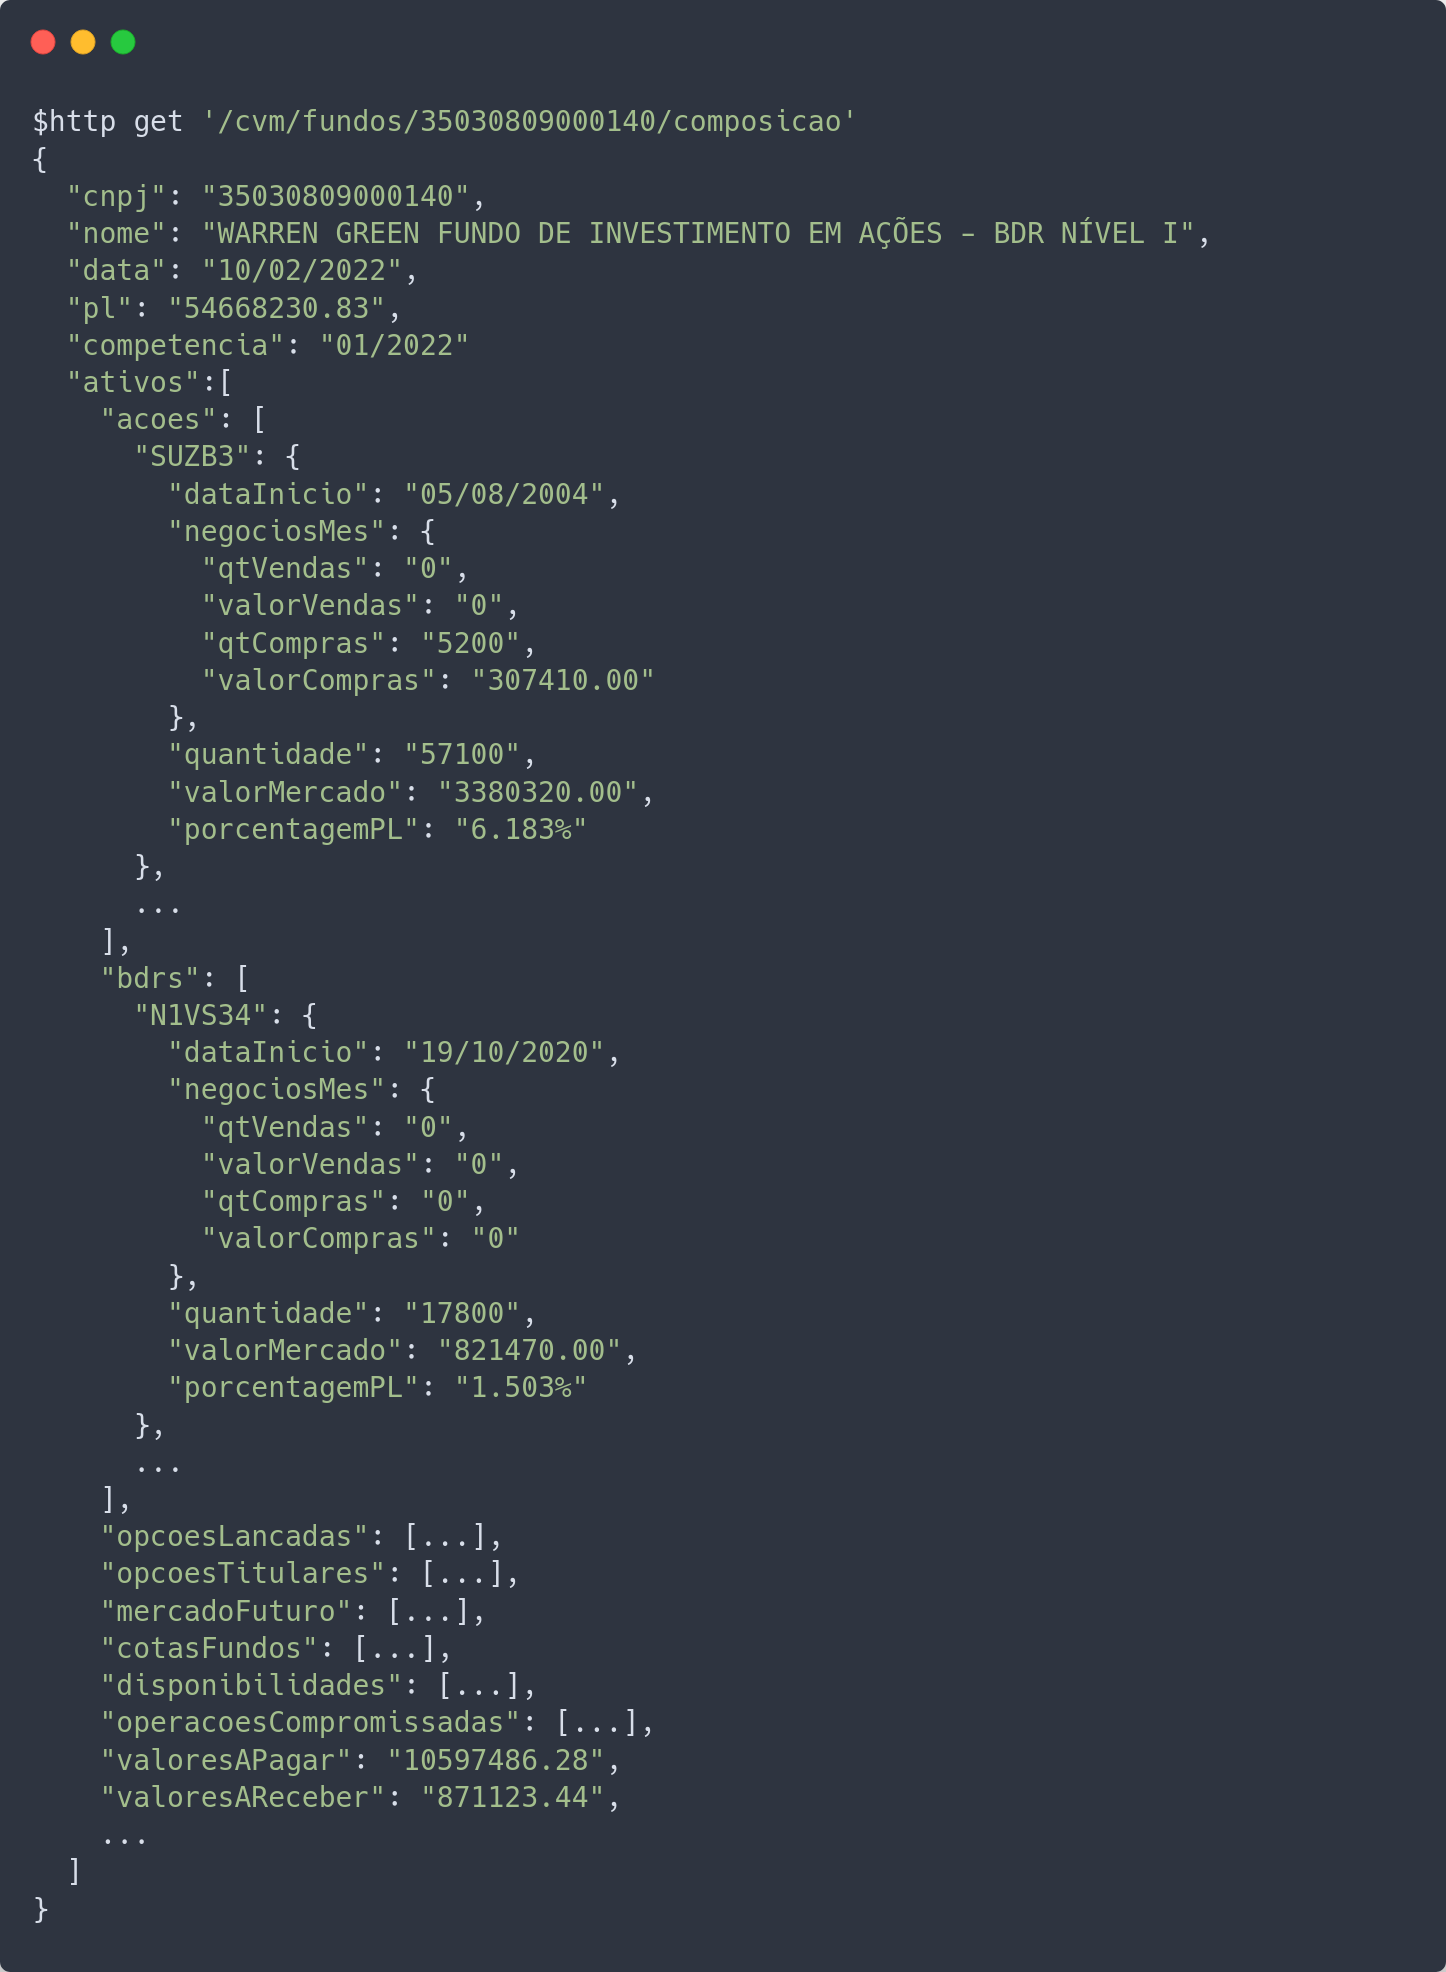 $http get '/cvm/fundos/35030809000140/composicao'
{
  "cnpj": "35030809000140",
  "nome": "WARREN GREEN FUNDO DE INVESTIMENTO EM AÇÕES - BDR NÍVEL I",
  "data": "10/02/2022",
  "pl": "54668230.83",
  "competencia": "01/2022"
  "ativos":[
    "acoes": [
      "SUZB3": {
        "dataInicio": "05/08/2004",
        "negociosMes": {
          "qtVendas": "0",
          "valorVendas": "0",
          "qtCompras": "5200",
          "valorCompras": "307410.00"
        },
        "quantidade": "57100",
        "valorMercado": "3380320.00",
        "porcentagemPL": "6.183%"
      },
      ...
    ],
    "bdrs": [
      "N1VS34": {
        "dataInicio": "19/10/2020",
        "negociosMes": {
          "qtVendas": "0",
          "valorVendas": "0",
          "qtCompras": "0",
          "valorCompras": "0"
        },
        "quantidade": "17800",
        "valorMercado": "821470.00",
        "porcentagemPL": "1.503%"
      },
      ...
    ],
    "opcoesLancadas": [...],
    "opcoesTitulares": [...],
    "mercadoFuturo": [...],
    "cotasFundos": [...],
    "disponibilidades": [...],
    "operacoesCompromissadas": [...],
    "valoresAPagar": "10597486.28",
    "valoresAReceber": "871123.44",
    ...
  ]
}